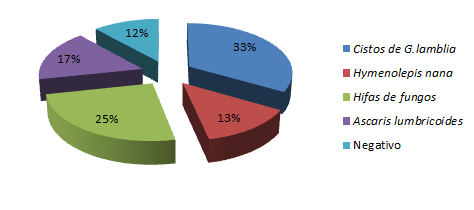 12%
17%
33%
25%
13%
Cistos de G.lamblia
Hymenolepis nana
Hifas de fungos
Ascaris lumbricoides
Negativo